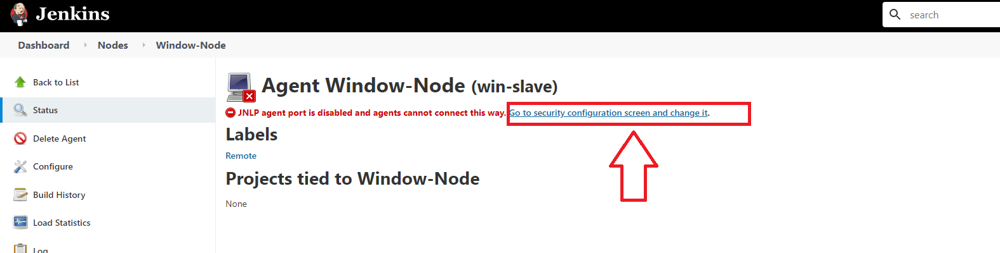 Jenkins
search
Dashboard Nodes Window-Node
Back to List
Status
Delete Agent
Configure
Build History
Load Statistics
Log
Agent Window-Node (win-slave)
JNLP agent port is disabled and agents cannot connect this way. Go to security configuration screen and change it.
Labels
Remote
Projects tied to Window-Node
None